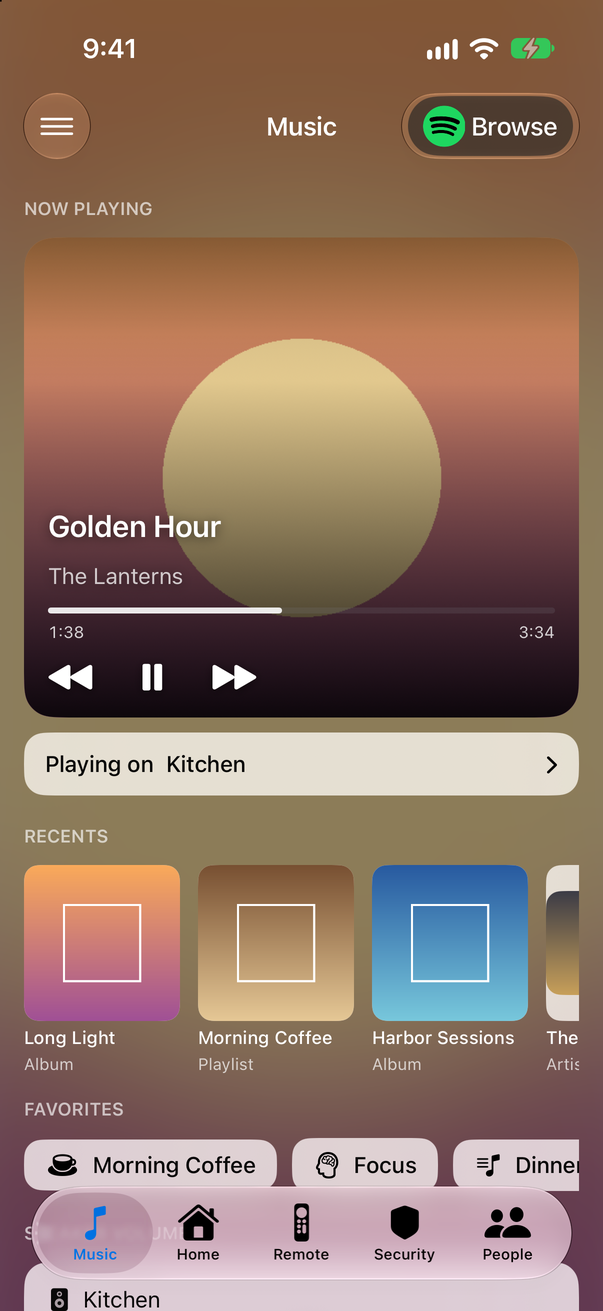 9:41
Music
Browse
NOW PLAYING
Golden Hour
The Lanterns
1:38
3:34
Playing on Kitchen
RECENTS
Long Light
Morning Coffee
Harbor Sessions
The
Album
Playlist
Album
FAVORITES
Morning Coffee
Focus
Music
Home
Remote
Security
People
Kitchen